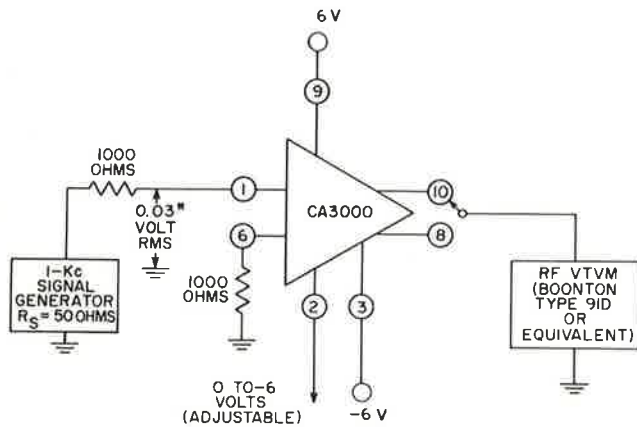 6 V
9
1000
OHMS
1
CA3000
10
0.03"
VOLT
RMS
6
8
1-Kc
SIGNAL
GENERATOR
RS = 50 OHMS
1000
OHMS
2
3
RF VTVM
(BOONTON
TYPE 91D
OR
EQUIVALENT)
0 TO-6
VOLTS
(ADJUSTABLE)
-6 V